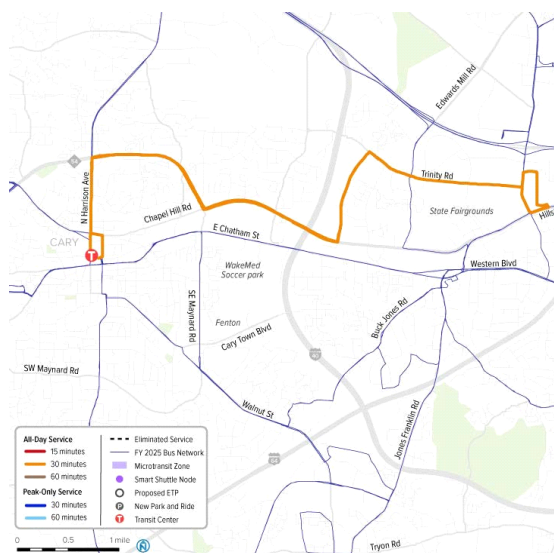 Edwards Mill Rd
54
N Harrison Ave
Trinity Rd
Chapel Hill Rd
State Fairgrounds
Hills
CARY
E Chatham St
T
WakeMed
Soccer park
Western Blvd
SE Maynard Rd
Buck Jones Rd
Fenton
Cary Town Blvd
40
SW Maynard Rd
Walnut St
Jones Franklin Rd
64
Tryon Rd
All-Day Service
15 minutes
30 minutes
60 minutes
Peak-Only Service
30 minutes
60 minutes
Eliminated Service
FY 2025 Bus Network
Microtransit Zone
Smart Shuttle Node
Proposed ETP
P New Park and Ride
T Transit Center
0 0.5 1 mile
N